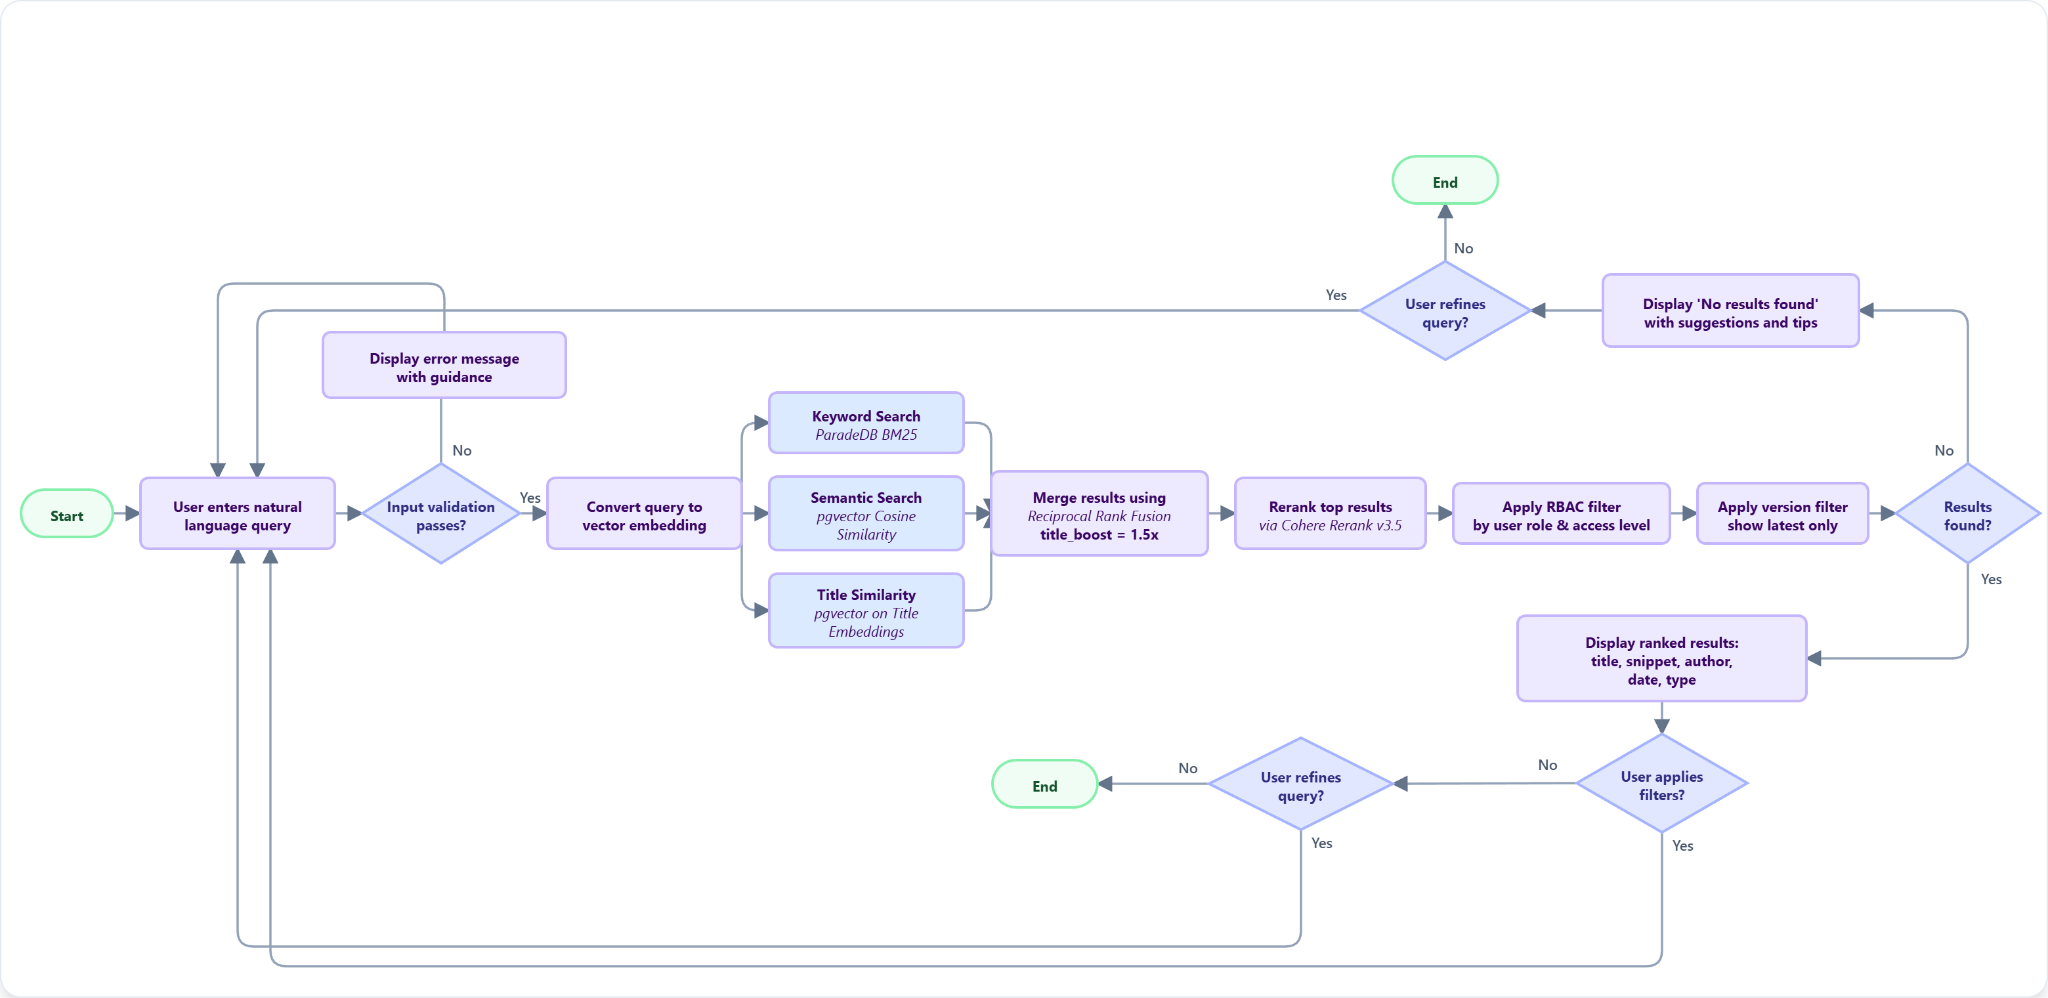 End
No
User refines
query?
Yes
Display 'No results found'
with suggestions and tips
Display error message
with guidance
No
Start
User enters natural
language query
Input validation
passes?
Yes
Convert query to
vector embedding
Keyword Search
ParadeDB BM25
Semantic Search
pgvector Cosine
Similarity
Title Similarity
pgvector on Title
Embeddings
Merge results using
Reciprocal Rank Fusion
title_boost = 1.5x
Rerank top results
via Cohere Rerank v3.5
Apply RBAC filter
by user role & access level
Apply version filter
show latest only
No
Results
found?
Yes
Display ranked results:
title, snippet, author,
date, type
User applies
filters?
No
Yes
User refines
query?
No
Yes
End